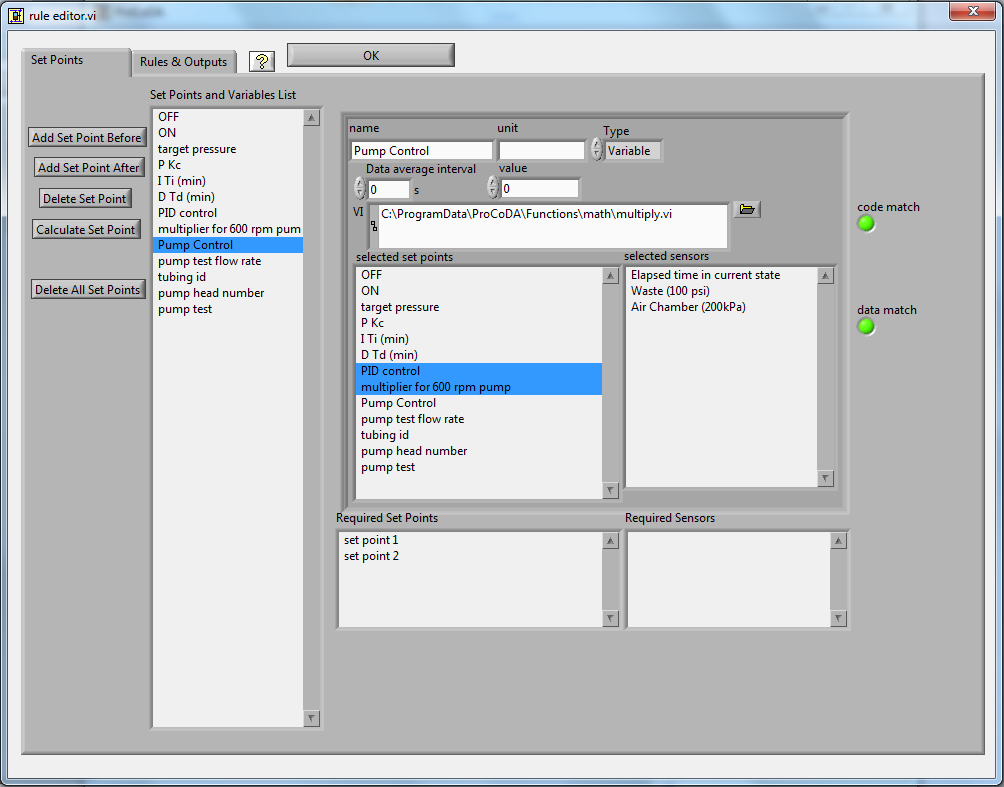 rule editor.vi
Set Points
Rules & Outputs
?
OK
Set Points and Variables List
OFF
ON
target pressure
P Kc
I Ti (min)
D Td (min)
PID control
multiplier for 600 rpm pum
Pump Control
pump test flow rate
tubing id
pump head number
pump test
Add Set Point Before
Add Set Point After
Delete Set Point
Calculate Set Point
Delete All Set Points
name
unit
Type
Pump Control
Variable
Data average interval
value
0
s
0
VI
C:\ProgramData\ProCoDA\Functions\math\multiply.vi
selected set points
OFF
ON
target pressure
P Kc
I Ti (min)
D Td (min)
PID control
multiplier for 600 rpm pump
Pump Control
pump test flow rate
tubing id
pump head number
pump test
selected sensors
Elapsed time in current state
Waste (100 psi)
Air Chamber (200kPa)
code match
data match
Required Set Points
set point 1
set point 2
Required Sensors